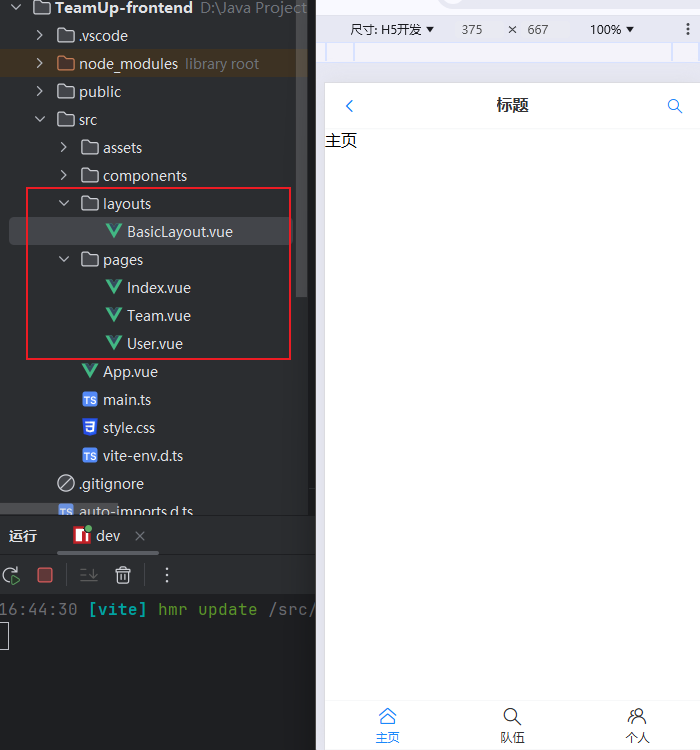 TeamUp-frontend D:\Java Project
.vscode
node_modules library root
public
src
assets
components
layouts
BasicLayout.vue
pages
Index.vue
Team.vue
User.vue
App.vue
TS main.ts
style.css
TS vite-env.d.ts
.gitignore
TS auto-imports.d.ts
运行 dev
16:44:30 [vite] hmr update /src/
尺寸: H5开发 375 × 667 100%
标题
主页
主页 队伍 个人